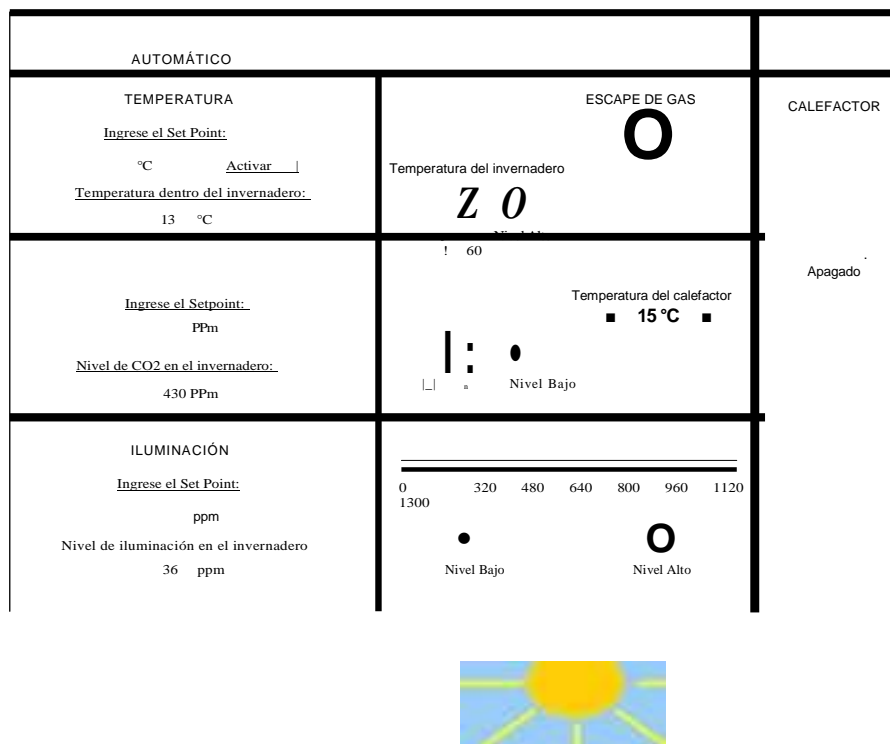 AUTOMÁTICO
TEMPERATURA
Ingrese el Set Point:
°C Activar |
Temperatura dentro del invernadero:
13 °C
ESCAPE DE GAS
O
Temperatura del invernadero
Z O
! 60
CALEFACTOR
Apagado
Ingrese el Setpoint:
PPm
Nivel de CO2 en el invernadero:
430 PPm
Temperatura del calefactor
■ 15 °C ■
|_| n Nivel Bajo
ILUMINACIÓN
Ingrese el Set Point:
ppm
Nivel de iluminación en el invernadero
36 ppm
0 320 480 640 800 960 1120
1300
• O
Nivel Bajo Nivel Alto